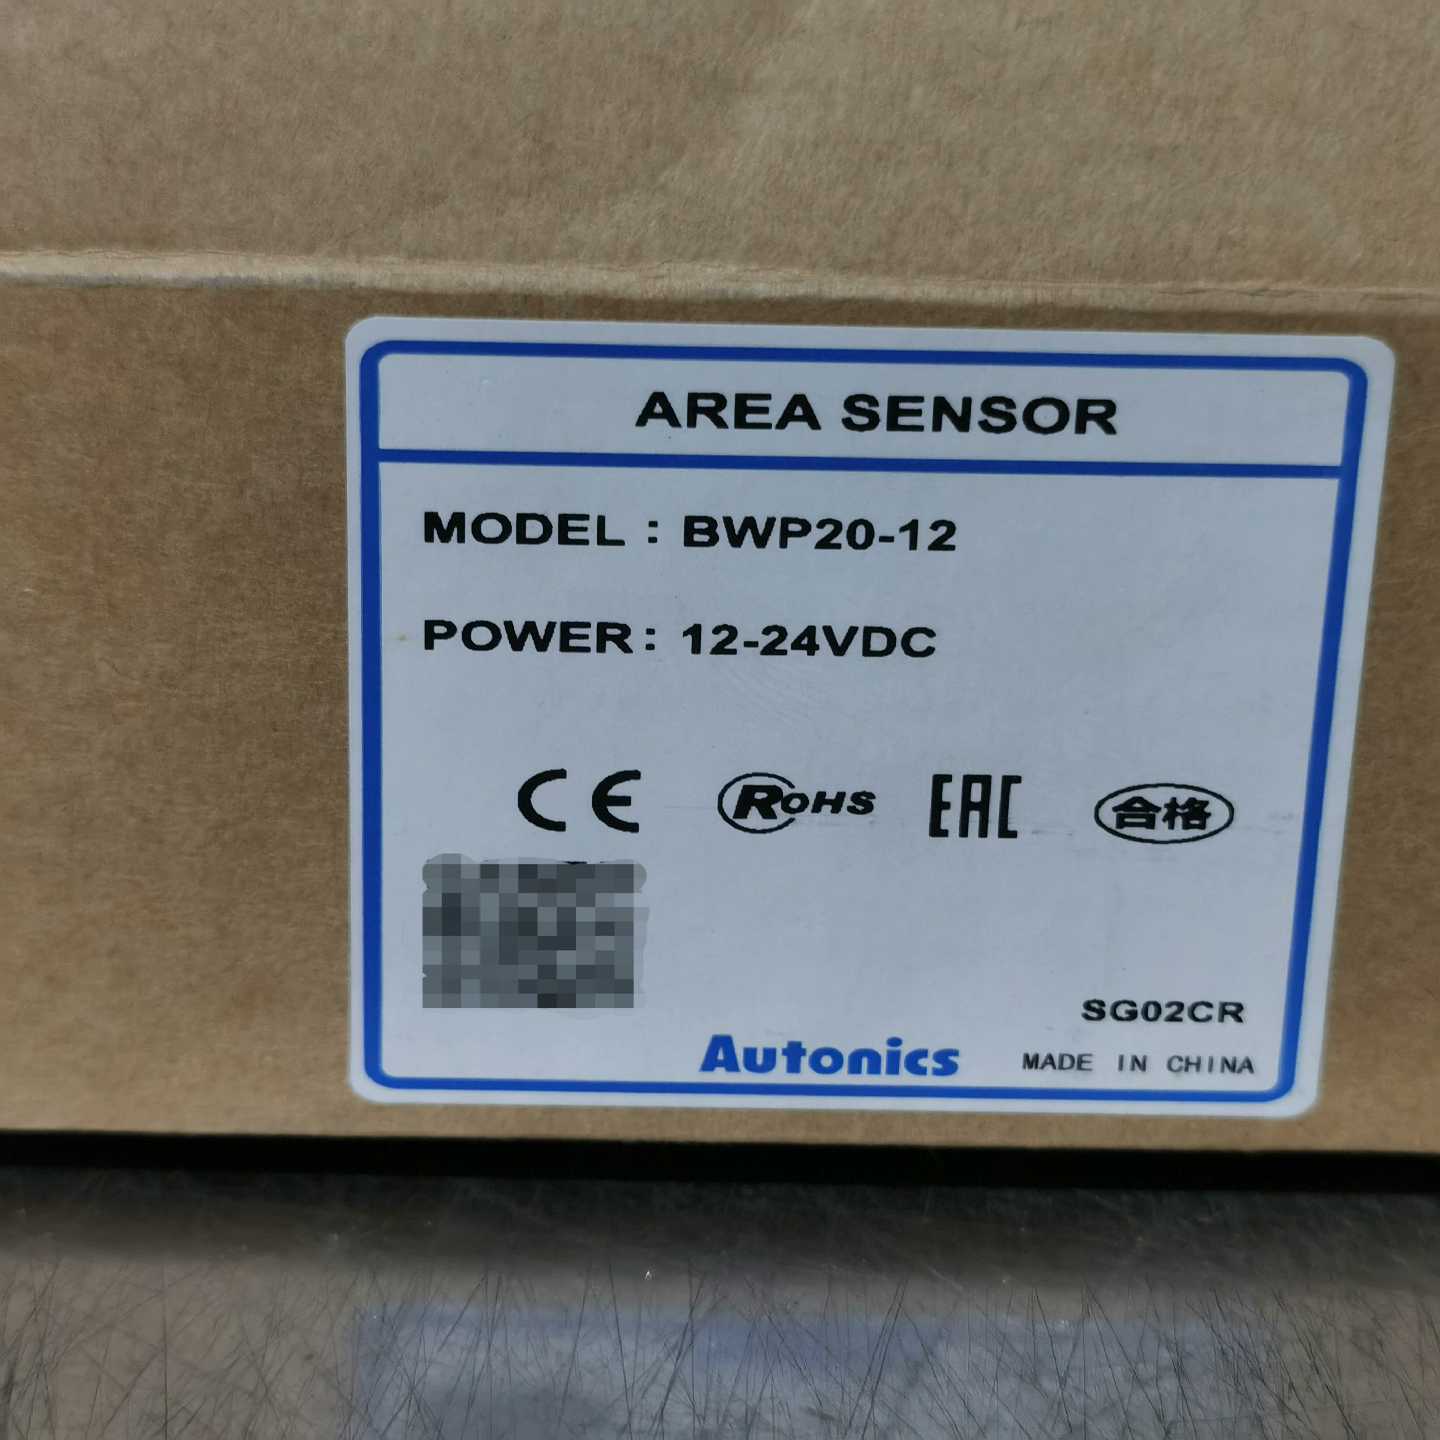 AREA SENSOR
MODEL : BWP20-12
POWER : 12-24VDC
CE RoHS EAC 合格
SG02CR
Autonics MADE IN CHINA